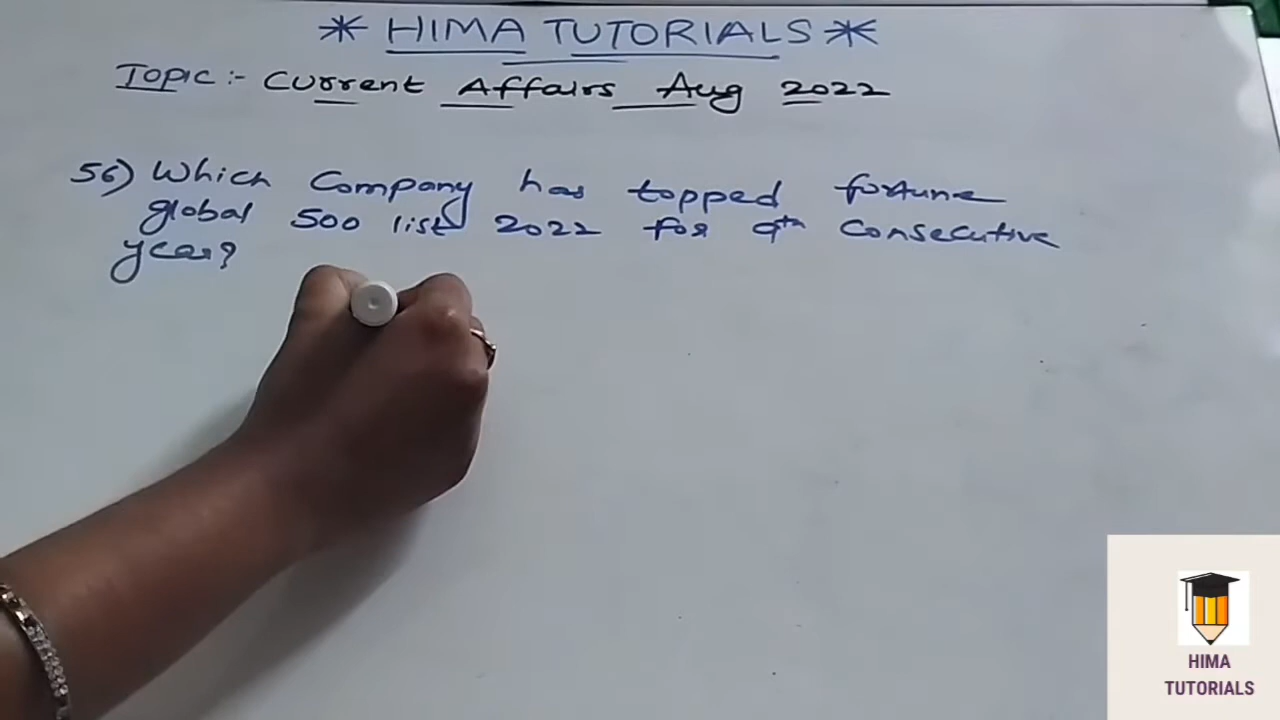 * HIMA TUTORIALS *
Topic:- Current Affairs Aug 2022
56) Which Company has topped fortune
global 500 list 2022 for 9th Consecutive
year?
HIMA
TUTORIALS